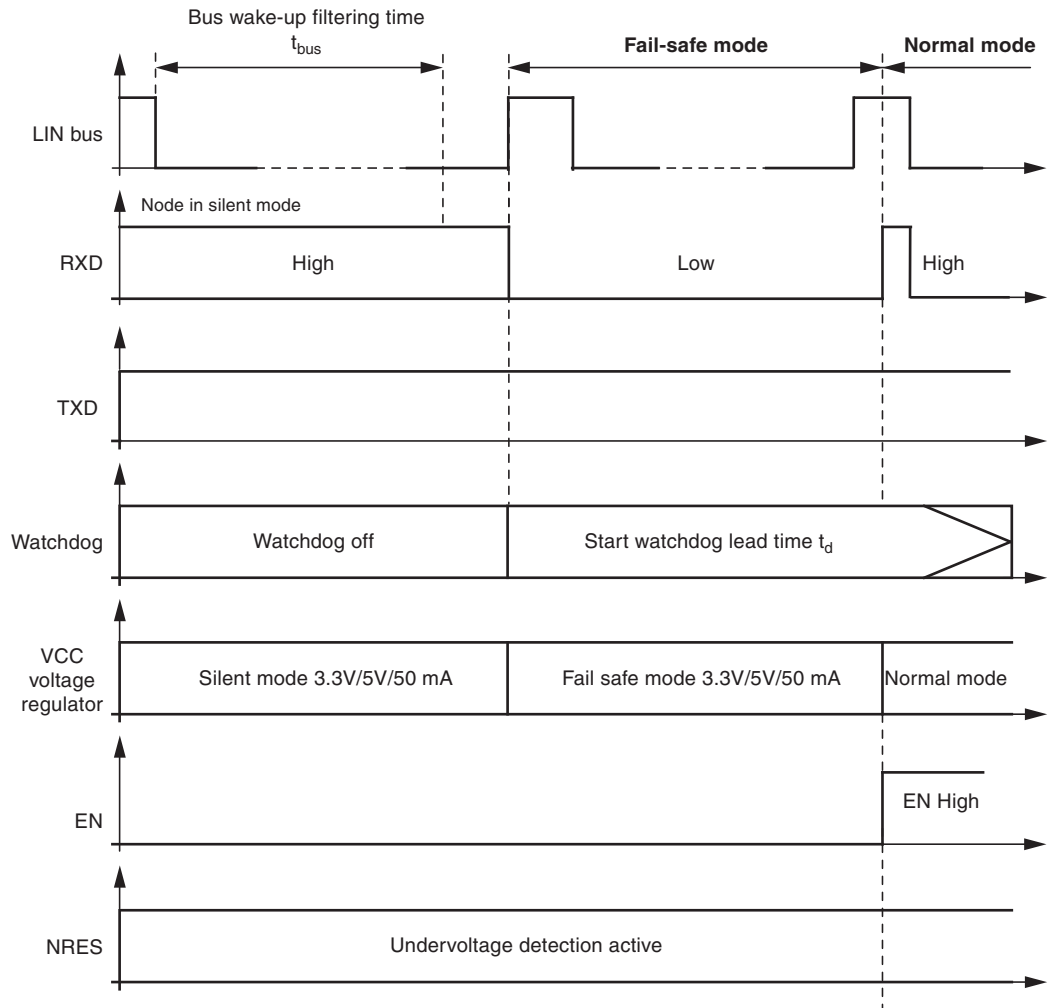 Bus wake-up filtering time
tbus
Fail-safe mode
Normal mode
LIN bus
Node in silent mode
RXD
High
Low
High
TXD
Watchdog
Watchdog off
Start watchdog lead time td
VCC
voltage
regulator
Silent mode 3.3V/5V/50 mA
Fail safe mode 3.3V/5V/50 mA
Normal mode
EN
EN High
NRES
Undervoltage detection active